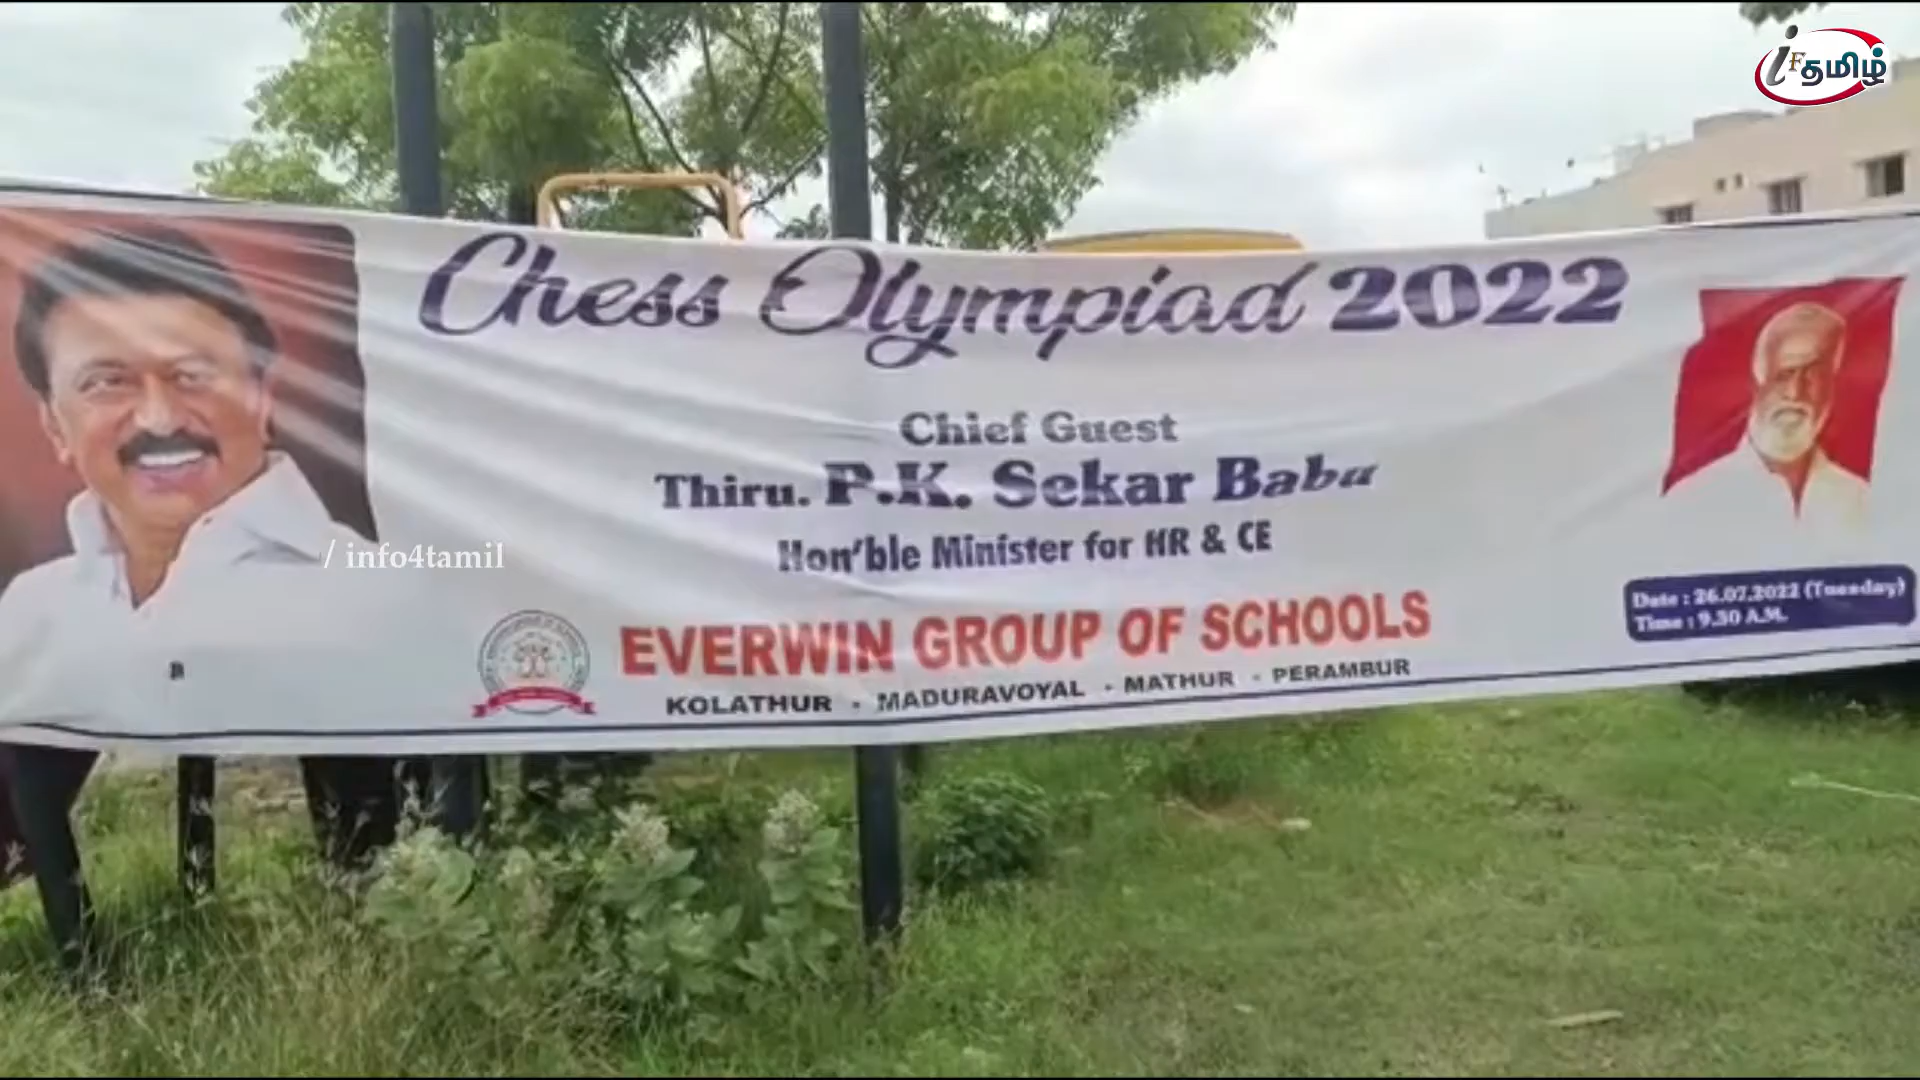 iF தமிழ்
Chess Olympiad 2022
Chief Guest
Thiru. P.K. Sekar Babu
Hon'ble Minister for HR & CE
/ info4tamil
EVERWIN GROUP OF SCHOOLS
KOLATHUR - MADURAVOYAL - MATHUR - PERAMBUR
Date : 26.07.2022 (Tuesday)
Time : 9.30 A.M.